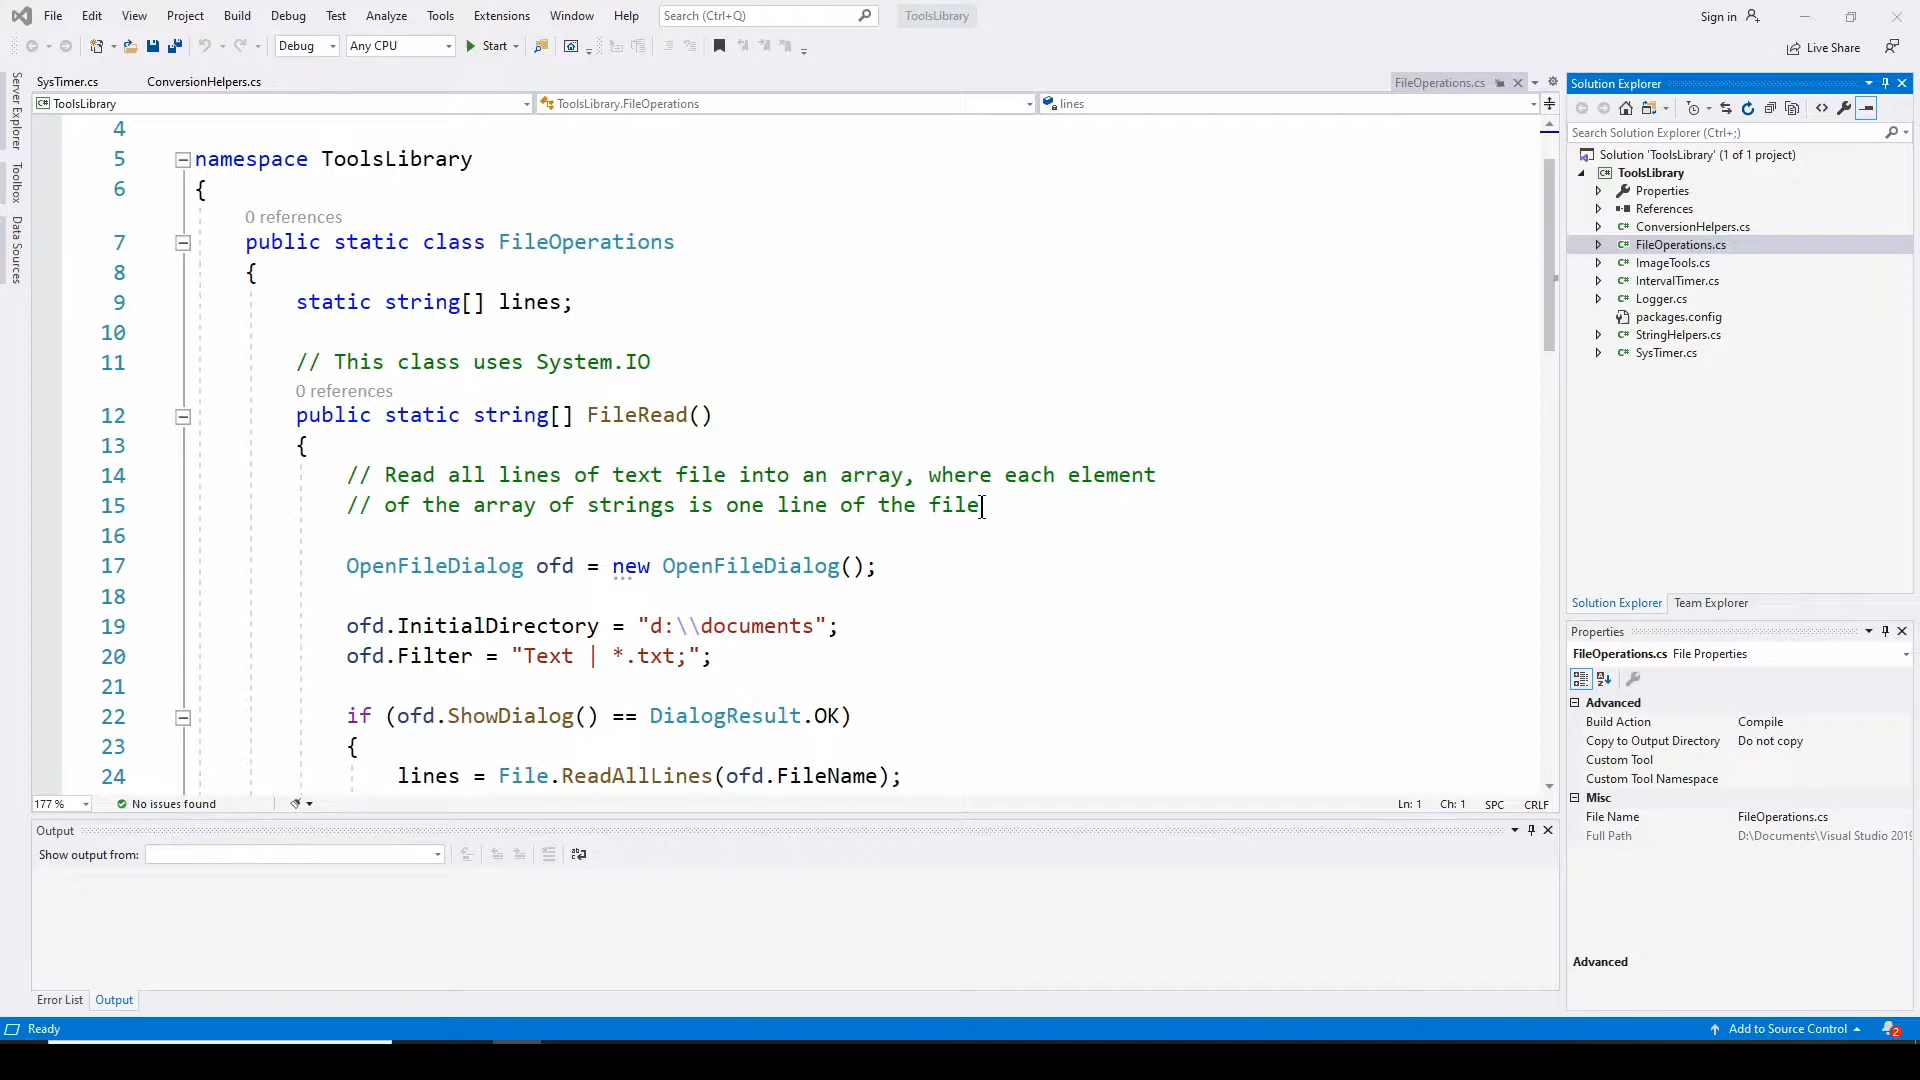 File Edit View Project Build Debug Test Analyze Tools Extensions Window Help Search (Ctrl+Q) ToolsLibrary Sign in
Debug Any CPU Start Live Share
Server Explorer
Toolbox
Data Sources
SysTimer.cs ConversionHelpers.cs FileOperations.cs
ToolsLibrary ToolsLibrary.FileOperations lines
4
5 namespace ToolsLibrary
6 {
0 references
7 public static class FileOperations
8 {
9 static string[] lines;
10
11 // This class uses System.IO
0 references
12 public static string[] FileRead()
13 {
14 // Read all lines of text file into an array, where each element
15 // of the array of strings is one line of the file
16
17 OpenFileDialog ofd = new OpenFileDialog();
18
19 ofd.InitialDirectory = "d:\\documents";
20 ofd.Filter = "Text | *.txt;";
21
22 if (ofd.ShowDialog() == DialogResult.OK)
23 {
24 lines = File.ReadAllLines(ofd.FileName);
177 % No issues found Ln: 1 Ch: 1 SPC CRLF
Output
Show output from:
Error List Output
Solution Explorer
Search Solution Explorer (Ctrl+;)
Solution 'ToolsLibrary' (1 of 1 project)
ToolsLibrary
Properties
References
C# ConversionHelpers.cs
C# FileOperations.cs
C# ImageTools.cs
C# IntervalTimer.cs
C# Logger.cs
packages.config
C# StringHelpers.cs
C# SysTimer.cs
Solution Explorer Team Explorer
Properties
FileOperations.cs File Properties
Advanced
Build Action Compile
Copy to Output Directory Do not copy
Custom Tool
Custom Tool Namespace
Misc
File Name FileOperations.cs
Full Path D:\Documents\Visual Studio 2019
Advanced
Ready Add to Source Control 2